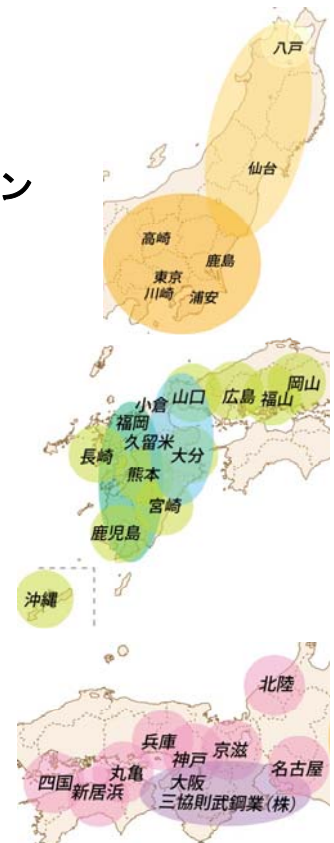 八戸
ン
仙台
高崎
鹿島
東京
川崎
浦安
小倉
山口
広島
岡山
福山
福岡
久留米
長崎
大分
熊本
宮崎
鹿児島
沖縄
北陸
兵庫
神戸
京滋
名古屋
四国
新居浜
丸亀
大阪
三協則武鋼業(株)